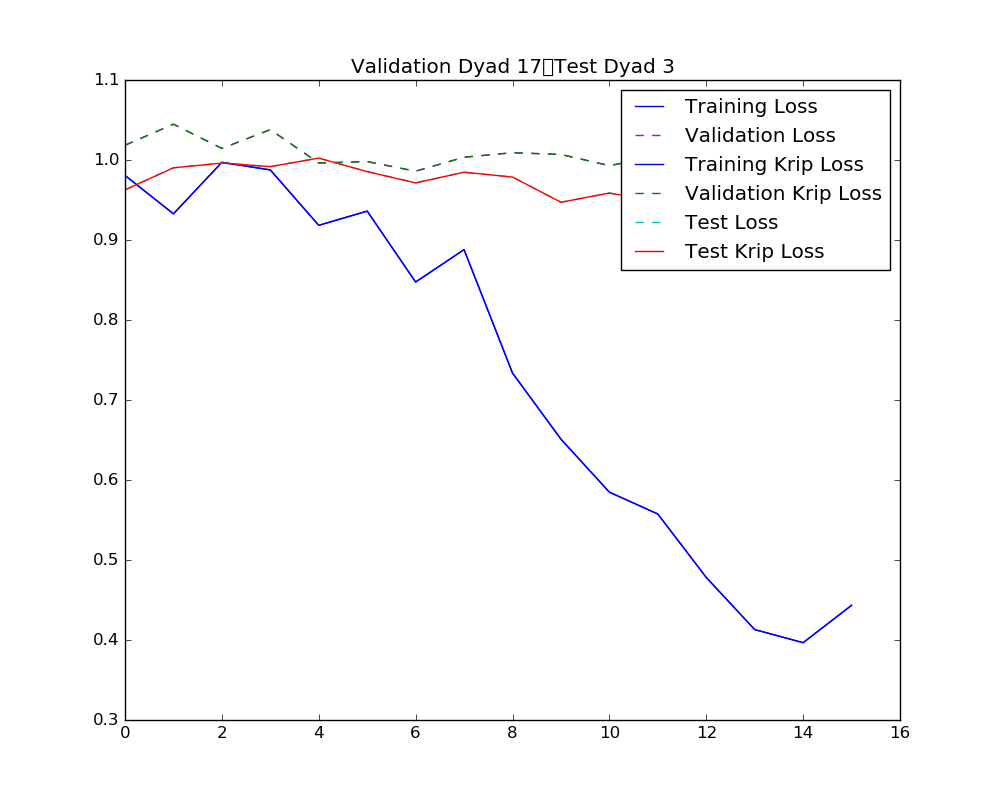 Validation Dyad 17▯Test Dyad 3
1.1
1.0
0.9
0.8
0.7
0.6
0.5
0.4
0.3
Training Loss
Validation Loss
Training Krip Loss
Validation Krip Loss
Test Loss
Test Krip Loss
0 2 4 6 8 10 12 14 16